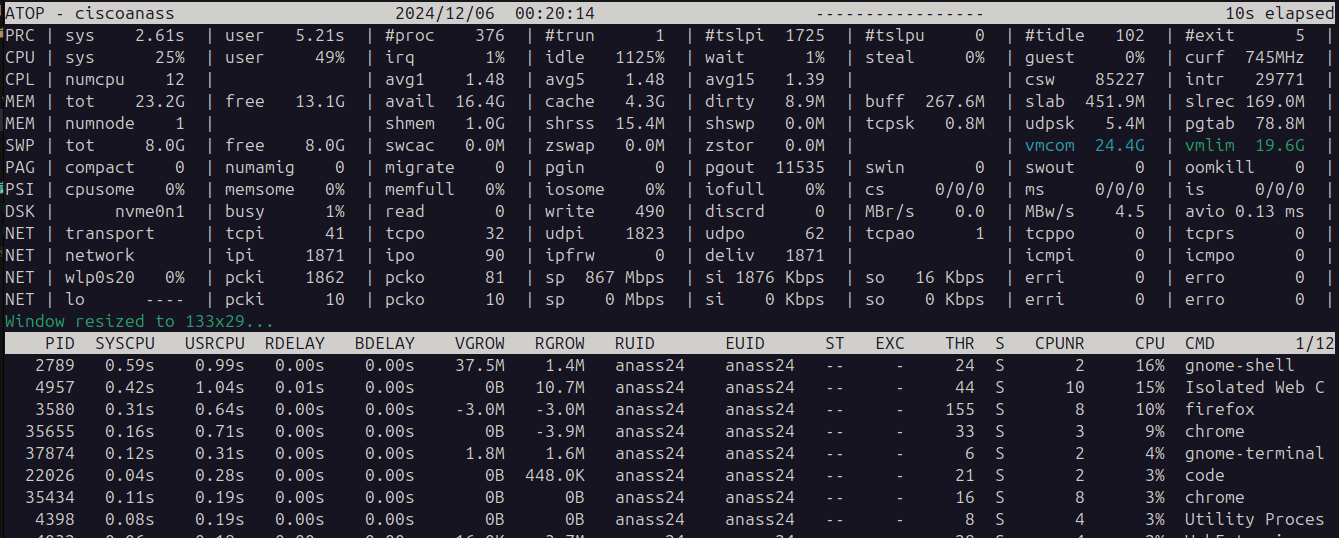 ATOP - ciscoanass 2024/12/06 00:20:14 ---------------- 10s elapsed
PRC | sys 2.61s | user 5.21s | #proc 376 | #trun 1 | #tslpi 1725 | #tslpu 0 | #tidle 102 | #exit 5 |
CPU | sys 25% | user 49% | irq 1% | idle 1125% | wait 1% | steal 0% | guest 0% | curf 745MHz |
CPL | numcpu 12 | | avg1 1.48 | avg5 1.48 | avg15 1.39 | | csw 85227 | intr 29771 |
MEM | tot 23.2G | free 13.1G | avail 16.4G | cache 4.3G | dirty 8.9M | buff 267.6M | slab 451.9M | slrec 169.0M |
MEM | numnode 1 | | shmem 1.0G | shrss 15.4M | shswp 0.0M | tcpsk 0.8M | udpsk 5.4M | pgtab 78.8M |
SWP | tot 8.0G | free 8.0G | swcac 0.0M | zswap 0.0M | zstor 0.0M | | vmcom 24.4G | vmlim 19.6G |
PAG | compact 0 | numamig 0 | migrate 0 | pgin 0 | pgout 11535 | swin 0 | swout 0 | oomkill 0 |
PSI | cpusome 0% | memsome 0% | memfull 0% | iosome 0% | iofull 0% | cs 0/0/0 | ms 0/0/0 | is 0/0/0 |
DSK | nvme0n1 | busy 1% | read 0 | write 490 | discrd 0 | MBr/s 0.0 | MBw/s 4.5 | avio 0.13 ms |
NET | transport | tcpi 41 | tcpo 32 | udpi 1823 | udpo 62 | tcpao 1 | tcppo 0 | tcprs 0 |
NET | network | ipi 1871 | ipo 90 | ipfrw 0 | deliv 1871 | | icmpi 0 | icmpo 0 |
NET | wlp0s20 0% | pcki 1862 | pcko 81 | sp 867 Mbps | si 1876 Kbps | so 16 Kbps | erri 0 | erro 0 |
NET | lo ---- | pcki 10 | pcko 10 | sp 0 Mbps | si 0 Kbps | so 0 Kbps | erri 0 | erro 0 |
Window resized to 133x29...
PID SYSCPU USRCPU RDELAY BDELAY VGROW RGROW RUID EUID ST EXC THR S CPUNR CPU CMD 1/12
2789 0.59s 0.99s 0.00s 0.00s 37.5M 1.4M anass24 anass24 -- - 24 S 2 16% gnome-shell
4957 0.42s 1.04s 0.01s 0.00s 0B 10.7M anass24 anass24 -- - 44 S 10 15% Isolated Web C
3580 0.31s 0.64s 0.00s 0.00s -3.0M -3.0M anass24 anass24 -- - 155 S 8 10% firefox
35655 0.16s 0.71s 0.00s 0.00s 0B -3.9M anass24 anass24 -- - 33 S 3 9% chrome
37874 0.12s 0.31s 0.00s 0.00s 1.8M 1.6M anass24 anass24 -- - 6 S 2 4% gnome-terminal
22026 0.04s 0.28s 0.00s 0.00s 0B 448.0K anass24 anass24 -- - 21 S 2 3% code
35434 0.11s 0.19s 0.00s 0.00s 0B 0B anass24 anass24 -- - 16 S 8 3% chrome
4398 0.08s 0.19s 0.00s 0.00s 0B 0B anass24 anass24 -- - 8 S 4 3% Utility Proces